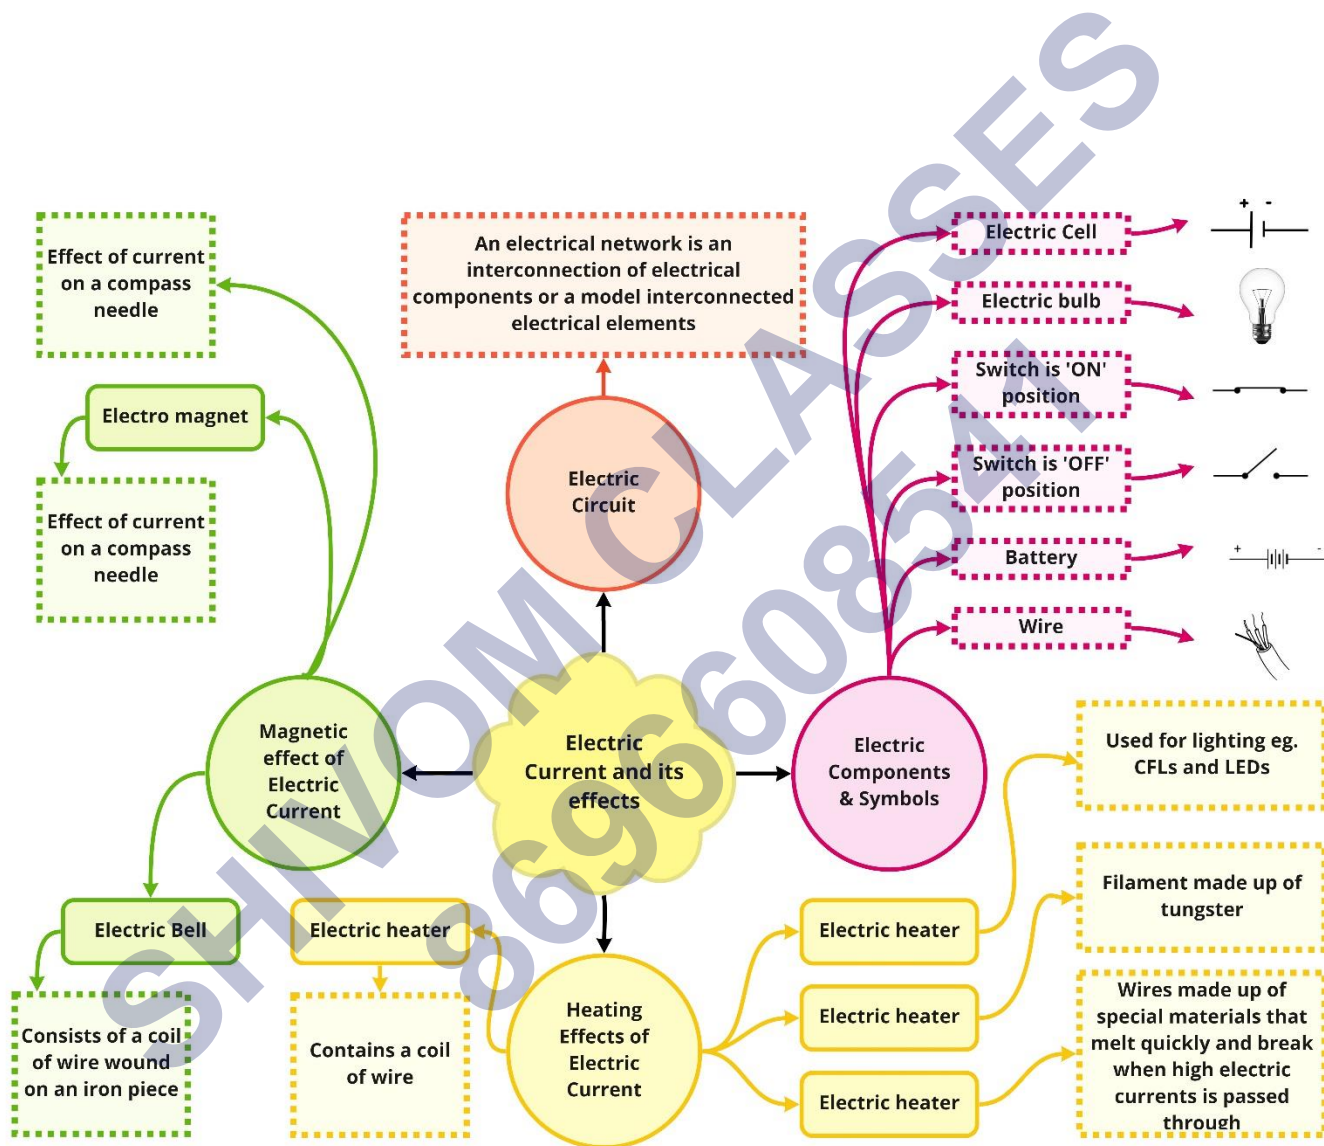 Effect of current
on a compass
needle
Electro magnet
Effect of current
on a compass
needle
An electrical network is an
interconnection of electrical
components or a model interconnected
electrical elements
Electric
Circuit
Electric Cell
+ -
Electric bulb
Switch is 'ON'
position
Switch is 'OFF'
position
Battery
+ -
Wire
Magnetic
effect of
Electric
Current
Electric
Current and its
effects
Electric
Components
& Symbols
Used for lighting eg.
CFLs and LEDs
Filament made up of
tungster
Wires made up of
special materials that
melt quickly and break
when high electric
currents is passed
through
Electric Bell
Consists of a coil
of wire wound
on an iron piece
Electric heater
Contains a coil
of wire
Heating
Effects of
Electric
Current
Electric heater
Electric heater
Electric heater
SHIVOM CLASSES
8696608541